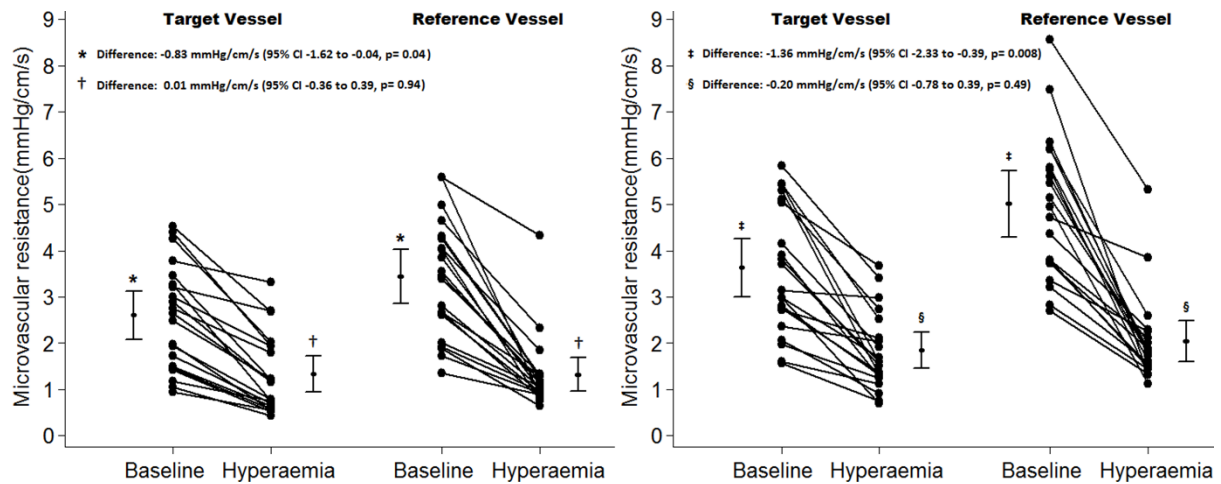 Target Vessel Reference Vessel
* Difference: -0.83 mmHg/cm/s (95% CI -1.62 to -0.04, p= 0.04)
† Difference: 0.01 mmHg/cm/s (95% CI -0.36 to 0.39, p= 0.94)
Microvascular resistance(mmHg/cm/s)
9
8
7
6
5
4
3
2
1
0
*
†
*
†
Baseline Hyperaemia Baseline Hyperaemia
Target Vessel Reference Vessel
‡ Difference: -1.36 mmHg/cm/s (95% CI -2.33 to -0.39, p= 0.008)
§ Difference: -0.20 mmHg/cm/s (95% CI -0.78 to 0.39, p= 0.49)
Microvascular resistance(mmHg/cm/s)
9
8
7
6
5
4
3
2
1
0
‡
§
‡
§
Baseline Hyperaemia Baseline Hyperaemia